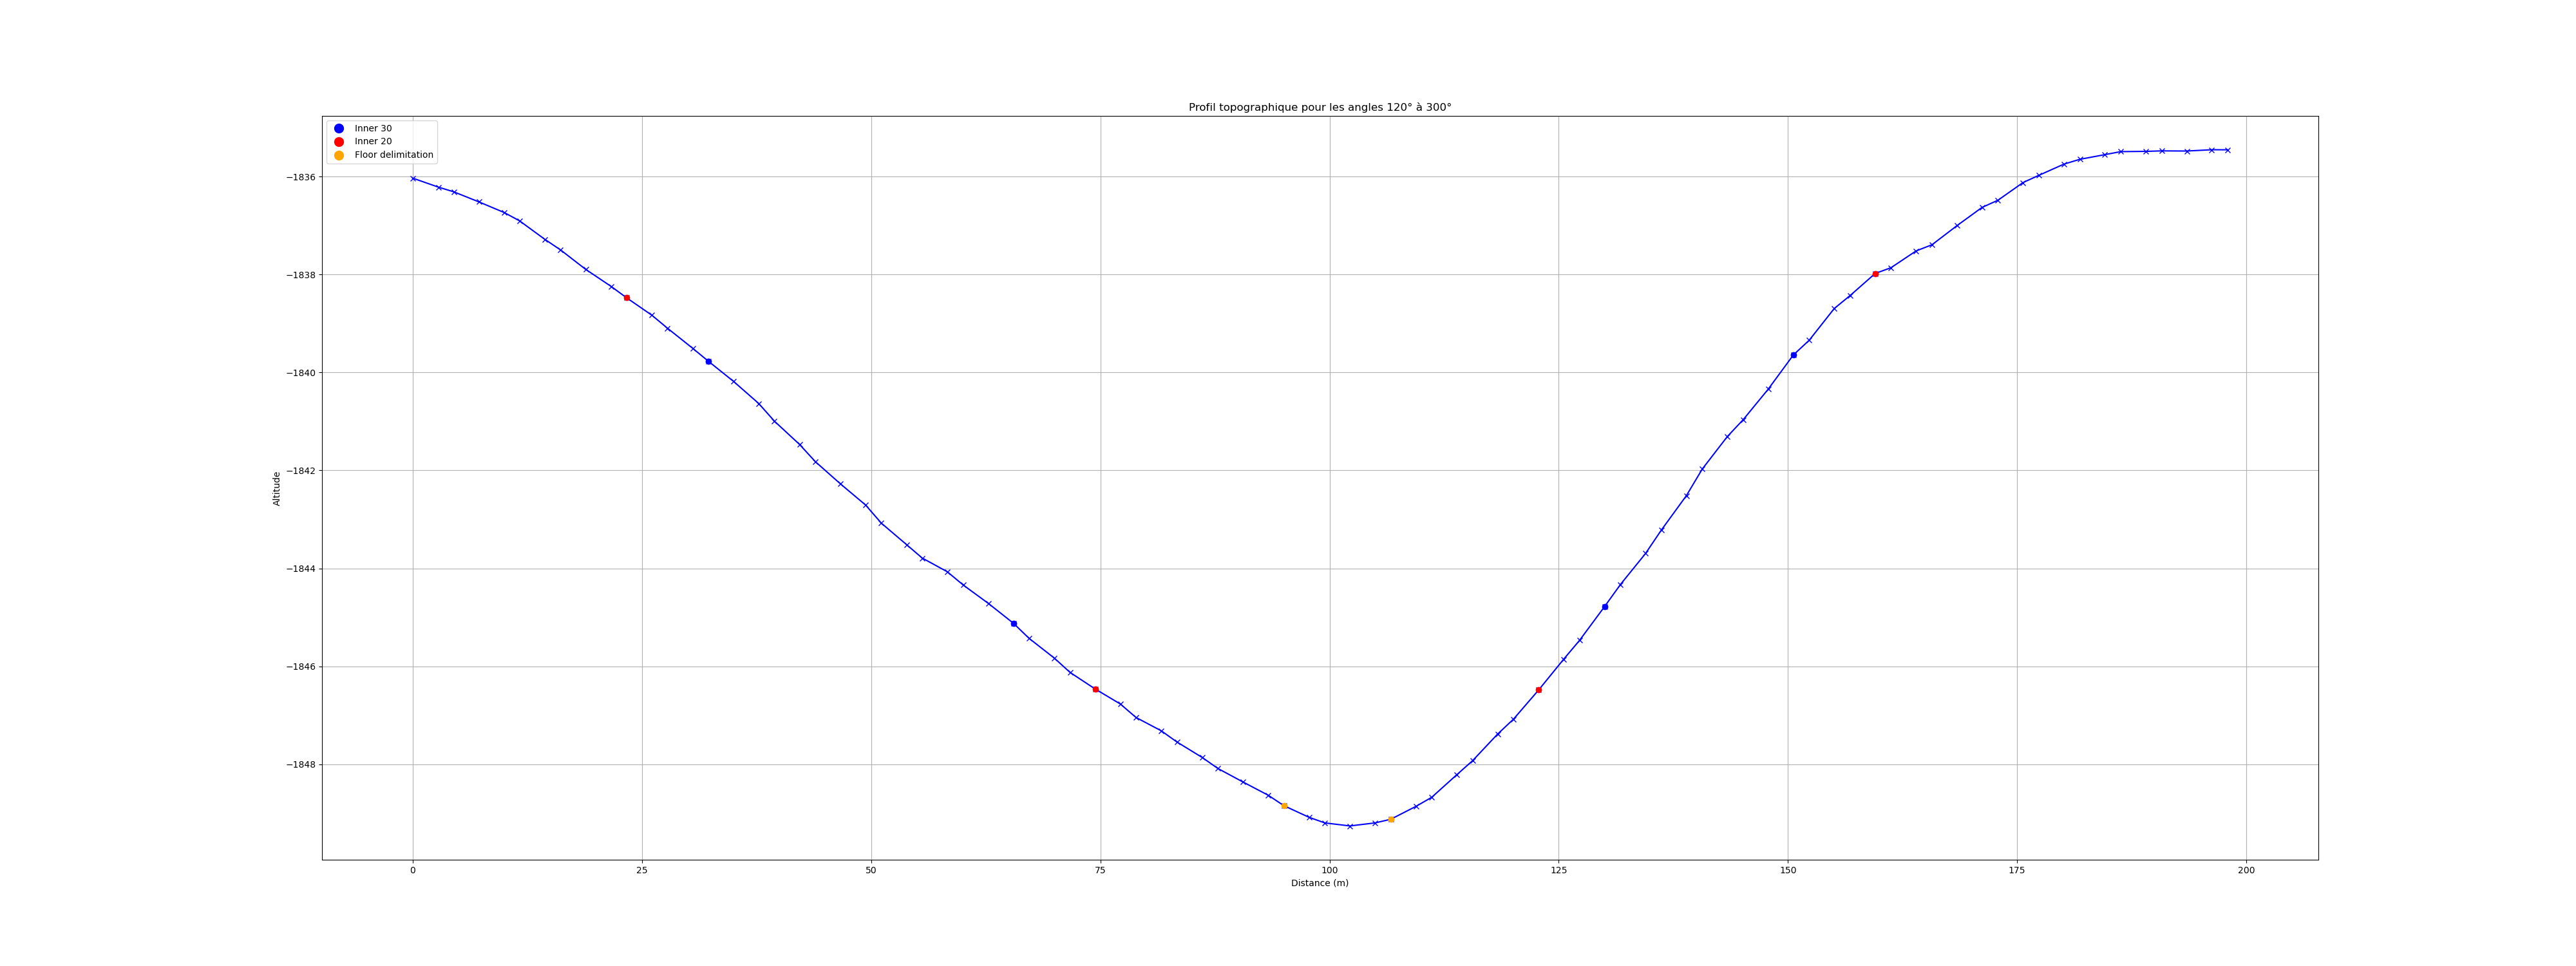 Profil topographique pour les angles 120° à 300°
Inner 30
Inner 20
Floor delimitation
−1836
−1838
−1840
−1842
−1844
−1846
−1848
Altitude
0 25 50 75 100 125 150 175 200
Distance (m)